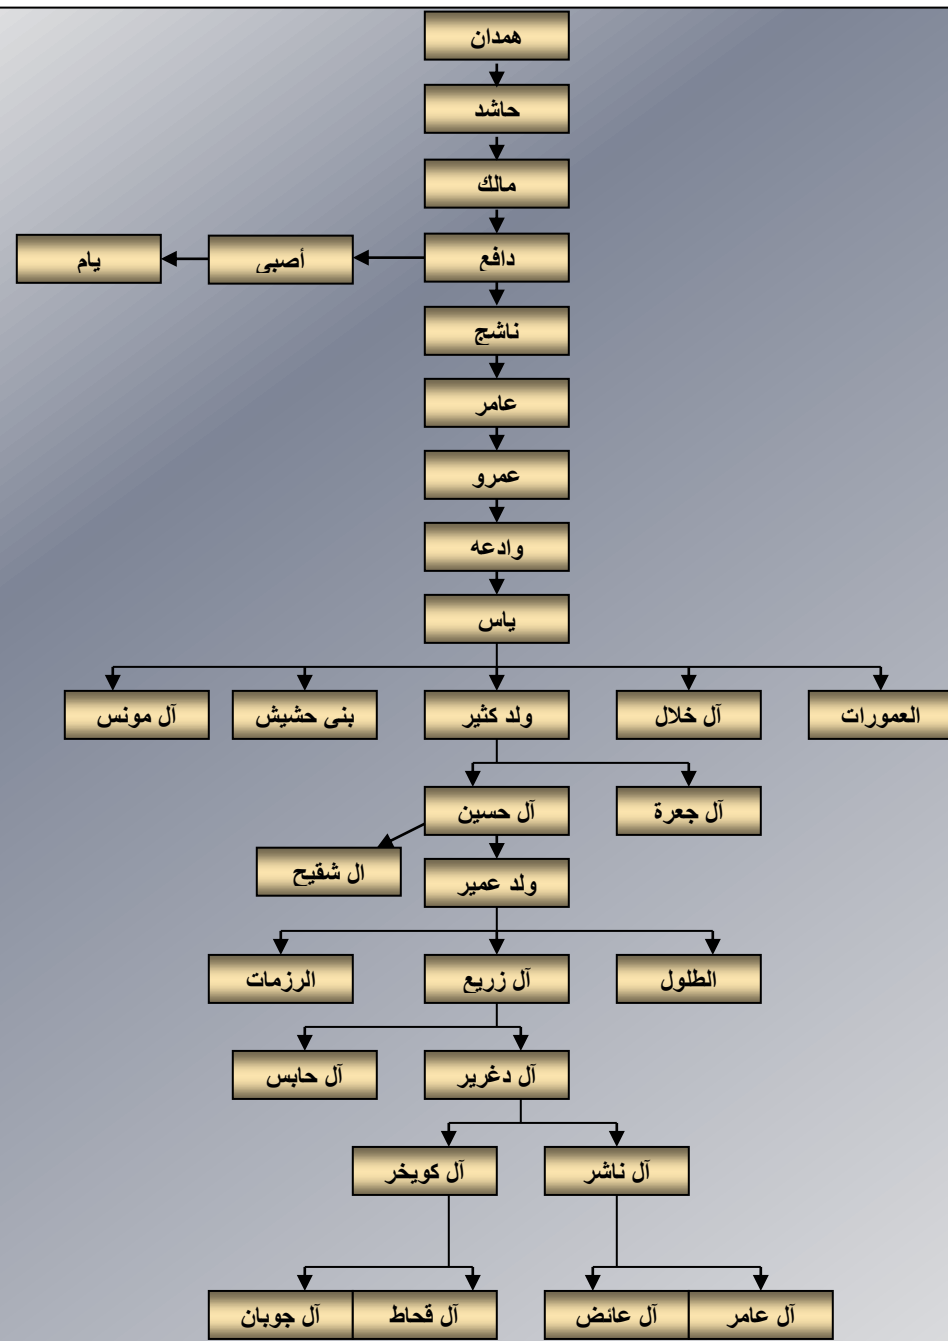 همدان
حاشد
مالك
دافع
أصبى
يام
ناشج
عامر
عمرو
وادعه
ياس
العمورات
آل خلال
ولد كثير
بنى حشيش
آل مونس
آل جعرة
آل حسين
ال شقيح
ولد عمير
الطلول
آل زريع
الرزمات
آل دغرير
آل حابس
آل ناشر
آل كويخر
آل عامر
آل عائض
آل قحاط
آل جوبان